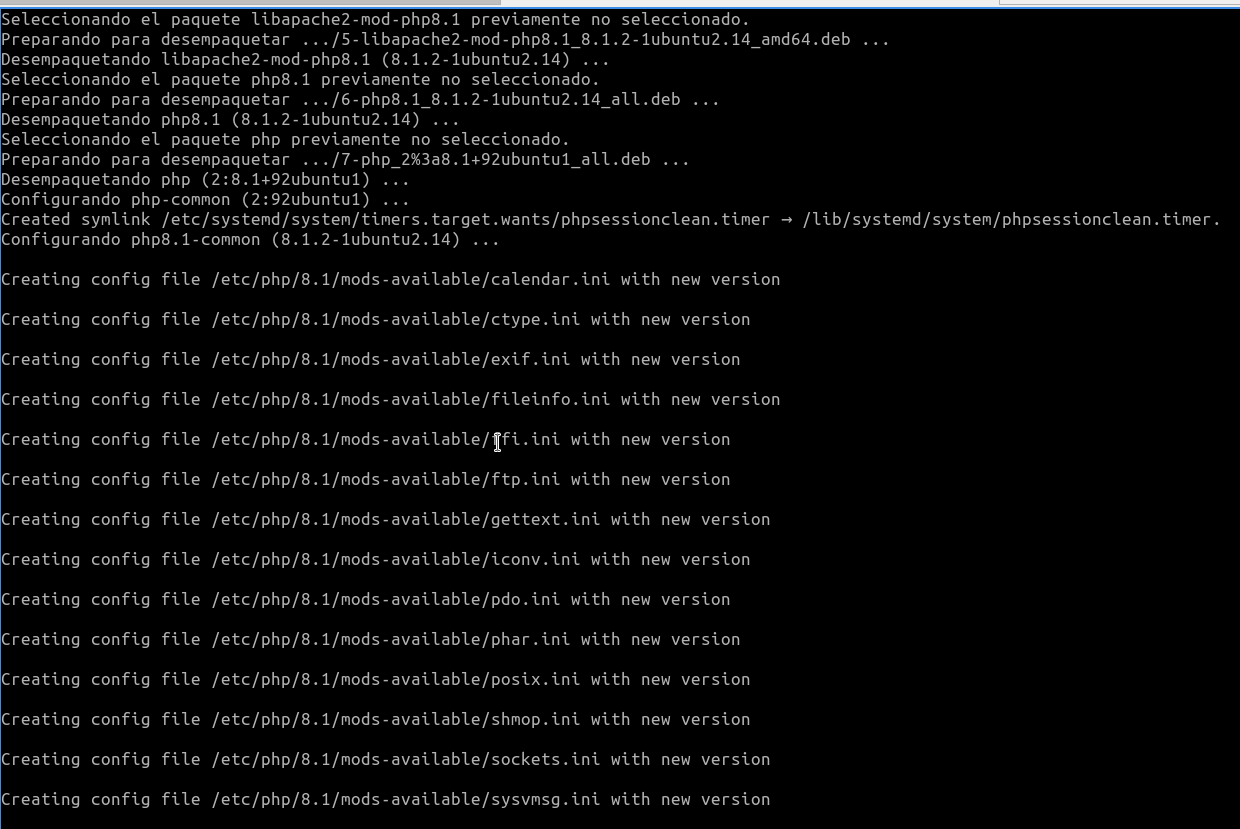 Seleccionando el paquete libapache2-mod-php8.1 previamente no seleccionado.
Preparando para desempaquetar .../5-libapache2-mod-php8.1_8.1.2-1ubuntu2.14_amd64.deb ...
Desempaquetando libapache2-mod-php8.1 (8.1.2-1ubuntu2.14) ...
Seleccionando el paquete php8.1 previamente no seleccionado.
Preparando para desempaquetar .../6-php8.1_8.1.2-1ubuntu2.14_all.deb ...
Desempaquetando php8.1 (8.1.2-1ubuntu2.14) ...
Seleccionando el paquete php previamente no seleccionado.
Preparando para desempaquetar .../7-php_2%3a8.1+92ubuntu1_all.deb ...
Desempaquetando php (2:8.1+92ubuntu1) ...
Configurando php-common (2:92ubuntu1) ...
Created symlink /etc/systemd/system/timers.target.wants/phpsessionclean.timer → /lib/systemd/system/phpsessionclean.timer.
Configurando php8.1-common (8.1.2-1ubuntu2.14) ...
Creating config file /etc/php/8.1/mods-available/calendar.ini with new version
Creating config file /etc/php/8.1/mods-available/ctype.ini with new version
Creating config file /etc/php/8.1/mods-available/exif.ini with new version
Creating config file /etc/php/8.1/mods-available/fileinfo.ini with new version
Creating config file /etc/php/8.1/mods-available/ffi.ini with new version
Creating config file /etc/php/8.1/mods-available/ftp.ini with new version
Creating config file /etc/php/8.1/mods-available/gettext.ini with new version
Creating config file /etc/php/8.1/mods-available/iconv.ini with new version
Creating config file /etc/php/8.1/mods-available/pdo.ini with new version
Creating config file /etc/php/8.1/mods-available/phar.ini with new version
Creating config file /etc/php/8.1/mods-available/posix.ini with new version
Creating config file /etc/php/8.1/mods-available/shmop.ini with new version
Creating config file /etc/php/8.1/mods-available/sockets.ini with new version
Creating config file /etc/php/8.1/mods-available/sysvmsg.ini with new version